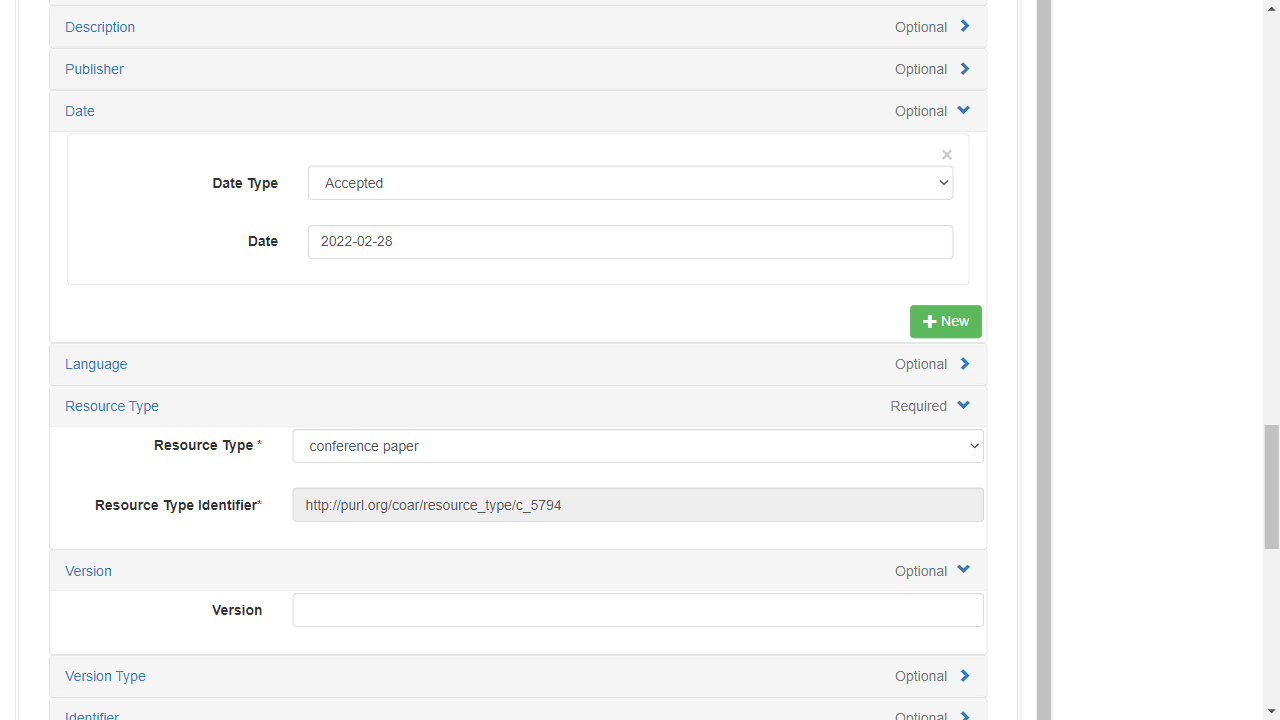 Description Optional
Publisher Optional
Date Optional
×
Date Type Accepted
Date 2022-02-28
New
Language Optional
Resource Type Required
Resource Type * conference paper
Resource Type Identifier* http://purl.org/coar/resource_type/c_5794
Version Optional
Version
Version Type Optional
Identifier Optional